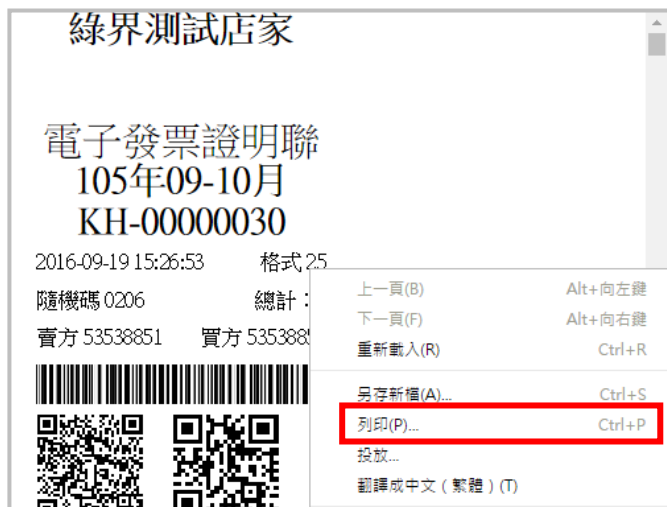 綠界測試店家
電子發票證明聯
105年09-10月
KH-00000030
2016-09-19 15:26:53 格式 25
隨機碼 0206 總計：
賣方 53538851 買方 5353885
上一頁(B) Alt+向左鍵
下一頁(F) Alt+向右鍵
重新載入(R) Ctrl+R
另存新檔(A)... Ctrl+S
列印(P)... Ctrl+P
投放...
翻譯成中文（繁體）(T)